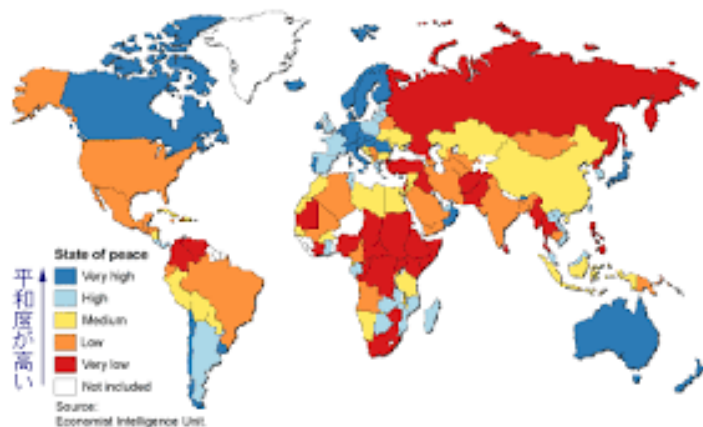 State of peace
Very high
High
Medium
Low
Very low
Not included
平和度が高い
Source:
Economist Intelligence Unit.